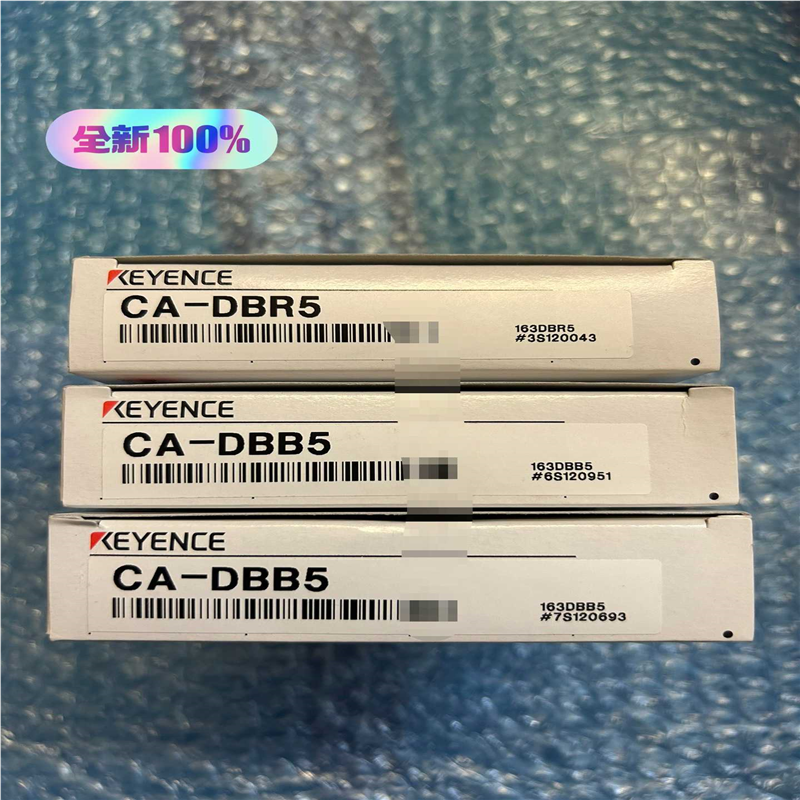 全新100%
KEYENCE
CA-DBR5
163DBR5
#3S120043
KEYENCE
CA-DBB5
163DBB5
#6S120951
KEYENCE
CA-DBB5
163DBB5
#7S120693